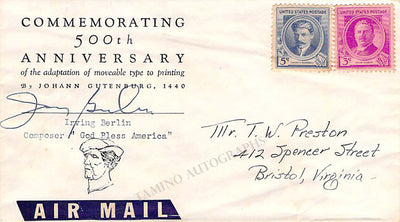 COMMEMORATING
500th
ANNIVERSARY
of the adaptation of moveable type to printing
By JOHANN GUTENBURG, 1440
Irving Berlin
Irving Berlin
Composer "God Bless America"
AIR MAIL
UNITED STATES POSTAGE
5¢
UNITED STATES POSTAGE
3¢
Mr. T. W. Preston
412 Spencer Street
Bristol, Virginia.
TAMINO AUTOGRAPHS